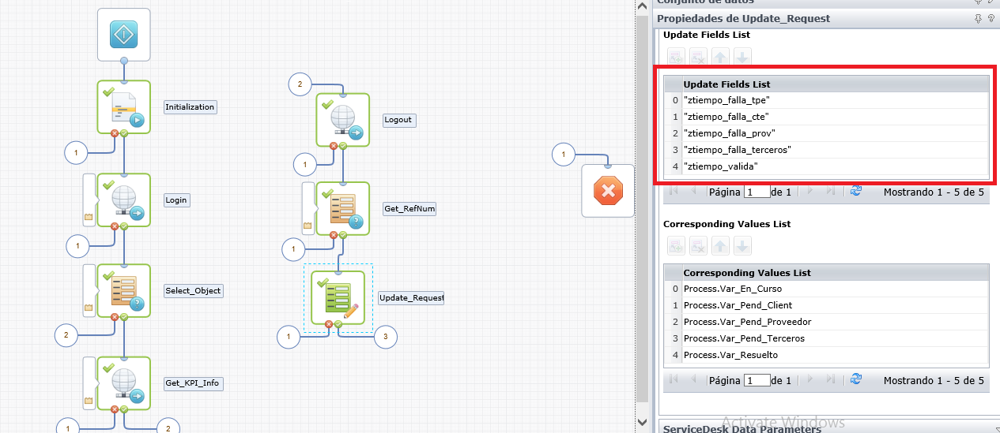 Conjunto de datos
Propiedades de Update_Request
Update Fields List
Update Fields List
0 "ztiempo_falla_tpe"
1 "ztiempo_falla_cte"
2 "ztiempo_falla_prov"
3 "ztiempo_falla_terceros"
4 "ztiempo_valida"
Página 1 de 1 Mostrando 1 - 5 de 5
Corresponding Values List
Corresponding Values List
0 Process.Var_En_Curso
1 Process.Var_Pend_Client
2 Process.Var_Pend_Proveedor
3 Process.Var_Pend_Terceros
4 Process.Var_Resuelto
Página 1 de 1 Mostrando 1 - 5 de 5
Activate Windows
ServiceDesk Data Parameters
Initialization
1
Login
1
Select_Object
2
Get_KPI_Info
1
2
2
Logout
1
Get_RefNum
1
Update_Request
1
3
1